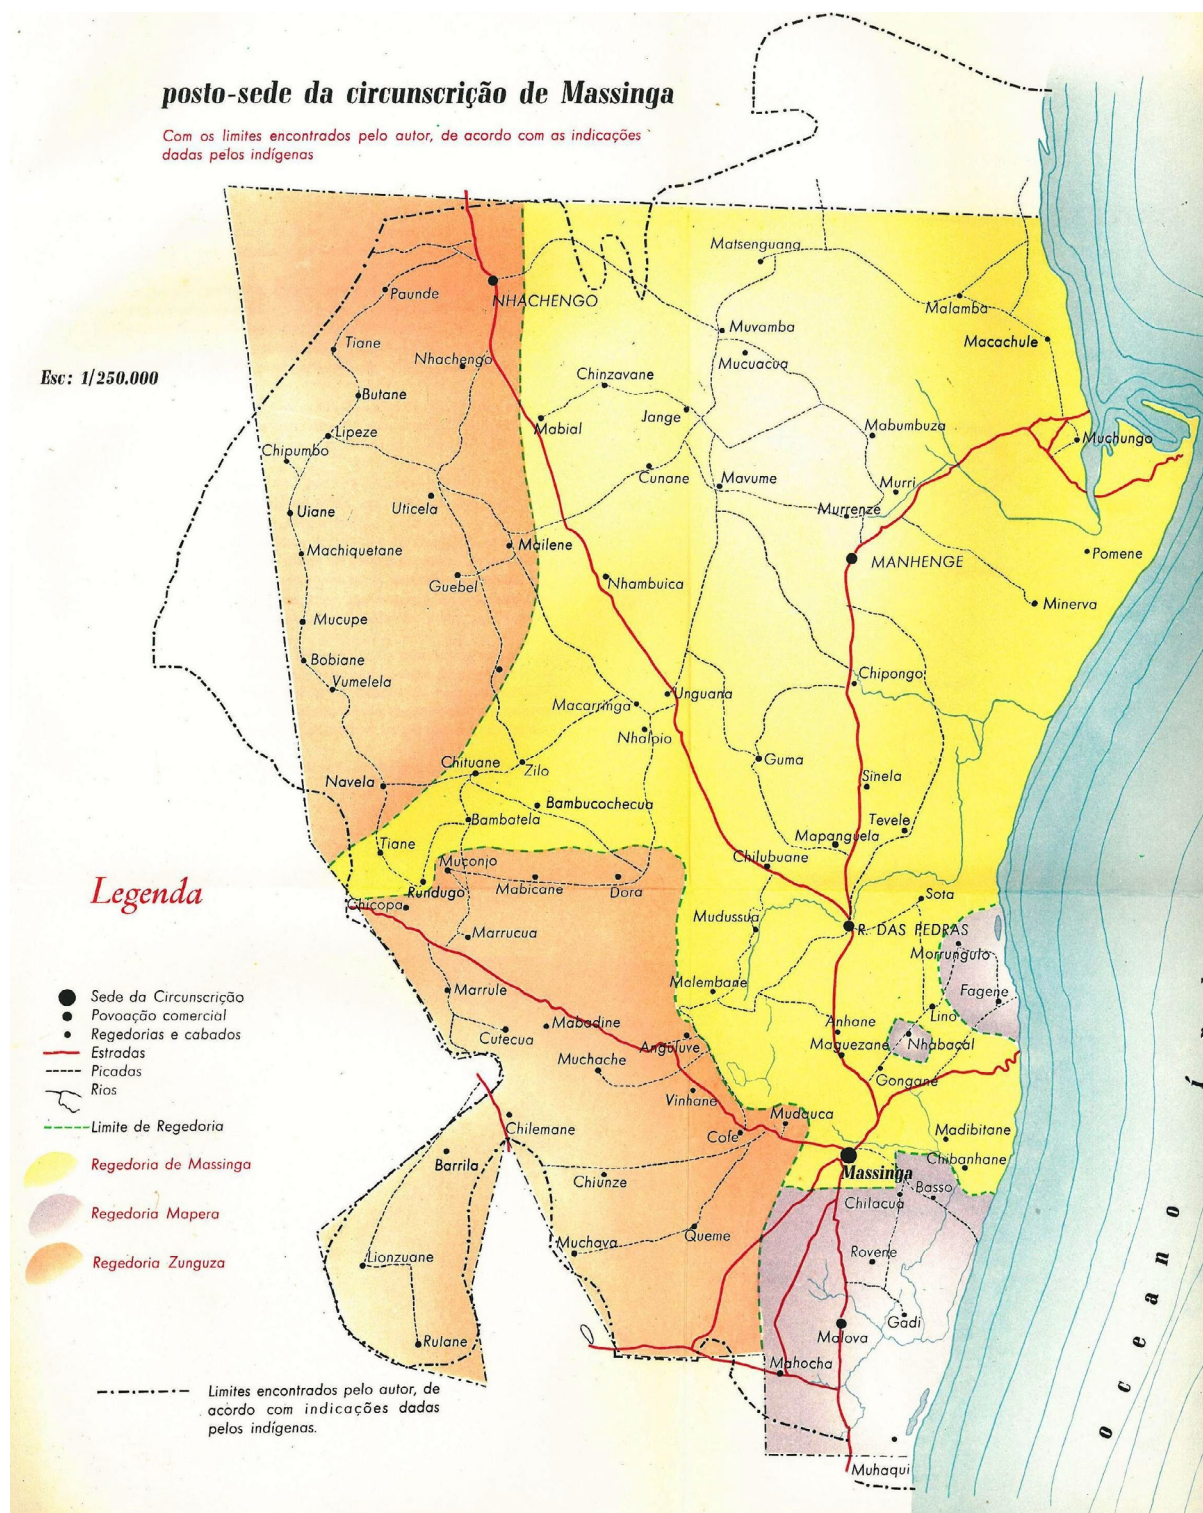 posto-sede da circunscrição de Massinga
Com os limites encontrados pelo autor, de acordo com as indicações
dadas pelos indígenas
Esc: 1/250.000
Matsenguang
Paunde
NHACHENGO
Malamba
Muvamba
Macachule
Tiane
Nhachengo
Mucuacua
Chinzavane
Butane
Jange
Mabial
Mabumbuza
Lipeze
Muchungo
Chipumbo
Cunane
Mavume
Murri
Uiane
Uticela
Murrenze
Machiquetane
Mailene
Pomene
MANHENGE
Guebel
Nhambuica
Minerva
Mucupe
Bobiane
Vumelela
Chipongo
Unguana
Macarringa
Nhalpio
Guma
Chituane
Zilo
Navela
Sinela
Bambucochecua
Bambatela
Tevele
Mapanguela
Tiane
Muconjo
Chilubuane
Rundugo
Mabicane
Dora
Sota
Chicopa
Mudussua
R. DAS PEDRAS
Marrucua
Morrungulo
Malembane
Marrule
Fagene
Lino
Mabadine
Anhane
Cutecua
Angutuve
Maguezane
Nhabaçal
Muchache
Gongane
Vinhane
Mudauca
Chilemane
Cofe
Madibitane
Barrila
Massinga
Chibanhane
Chiunze
Chilacua
Basso
Queme
Muchava
Rovene
Lionzuane
Gadi
Rulane
Malova
Mahocha
Muhaqui
Legenda
Sede da Circunscrição
Povoação comercial
Regedorias e cabados
Estradas
Picadas
Rios
Limite de Regedoria
Regedoria de Massinga
Regedoria Mapera
Regedoria Zunguza
Limites encontrados pelo autor, de
acordo com indicações dadas
pelos indígenas.
oceano